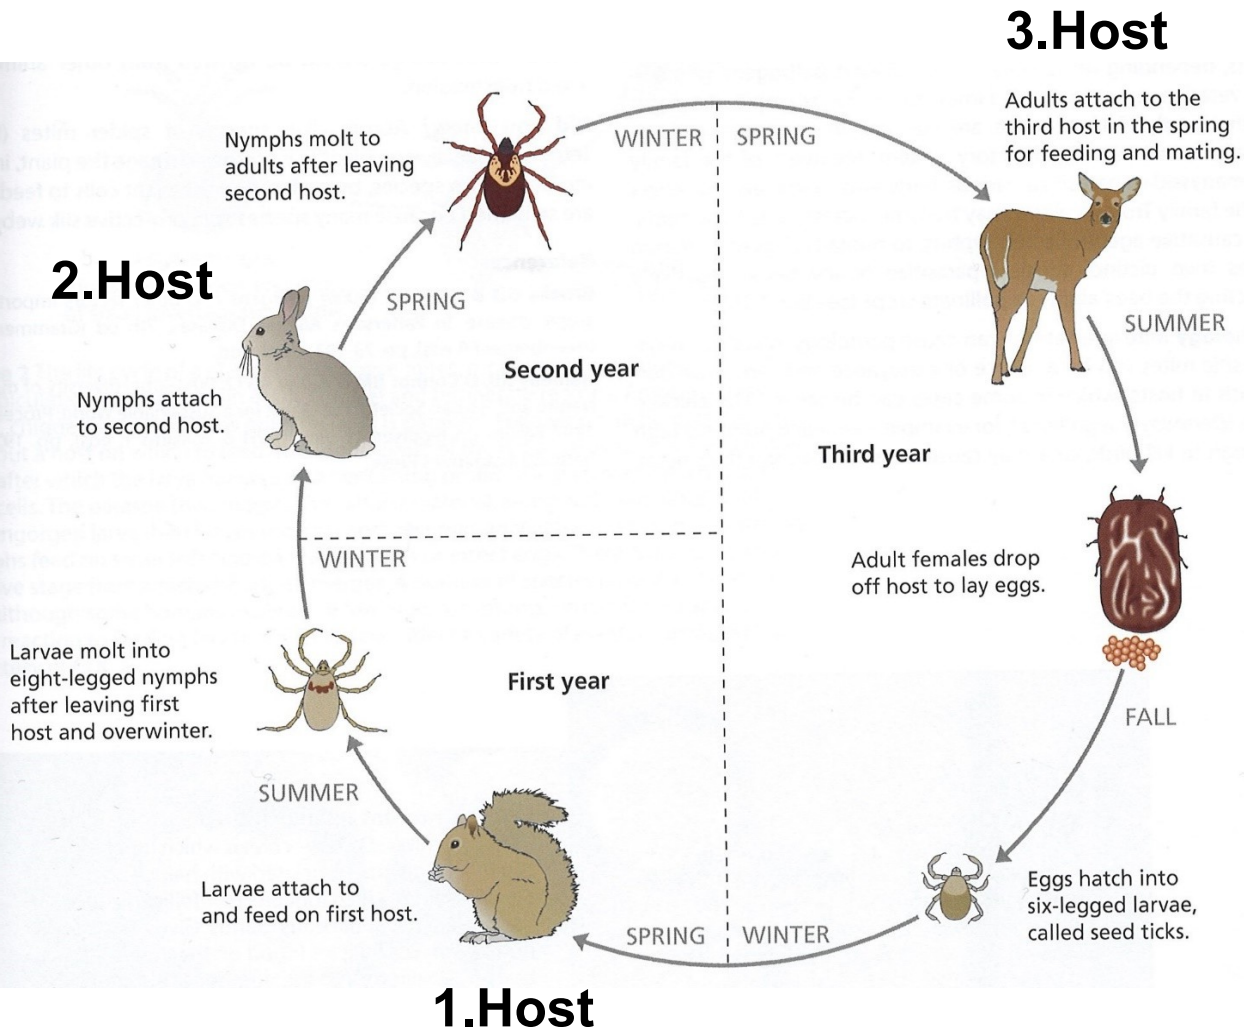 3.Host
Adults attach to the
third host in the spring
for feeding and mating.
WINTER
SPRING
Nymphs molt to
adults after leaving
second host.
2.Host
SPRING
SUMMER
Second year
Nymphs attach
to second host.
Third year
WINTER
Adult females drop
off host to lay eggs.
Larvae molt into
eight-legged nymphs
after leaving first
host and overwinter.
First year
FALL
SUMMER
Larvae attach to
and feed on first host.
Eggs hatch into
six-legged larvae,
called seed ticks.
SPRING
WINTER
1.Host